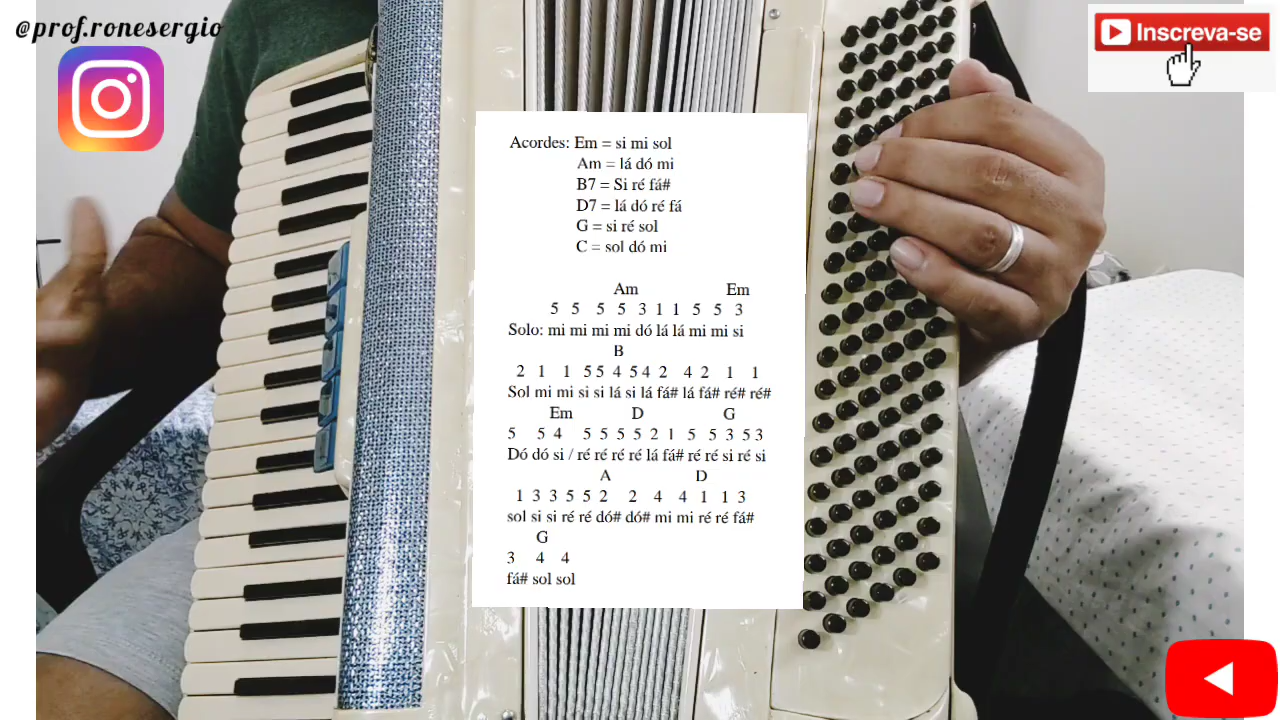 @prof.ronesergio
Inscreva-se
Acordes: Em = si mi sol
Am = lá dó mi
B7 = Si ré fá#
D7 = lá dó ré fá
G = si ré sol
C = sol dó mi
Am Em
5 5 5 5 3 1 1 5 5 3
Solo: mi mi mi mi dó lá lá mi mi si
B
2 1 1 5 5 4 5 4 2 4 2 1 1
Sol mi mi si si lá si lá fá# lá fá# ré# ré#
Em D G
5 5 4 5 5 5 5 2 1 5 5 3 5 3
Dó dó si / ré ré ré ré lá fá# ré ré si ré si
A D
1 3 3 5 5 2 2 4 4 1 1 3
sol si si ré ré dó# dó# mi mi ré ré fá#
G
3 4 4
fá# sol sol